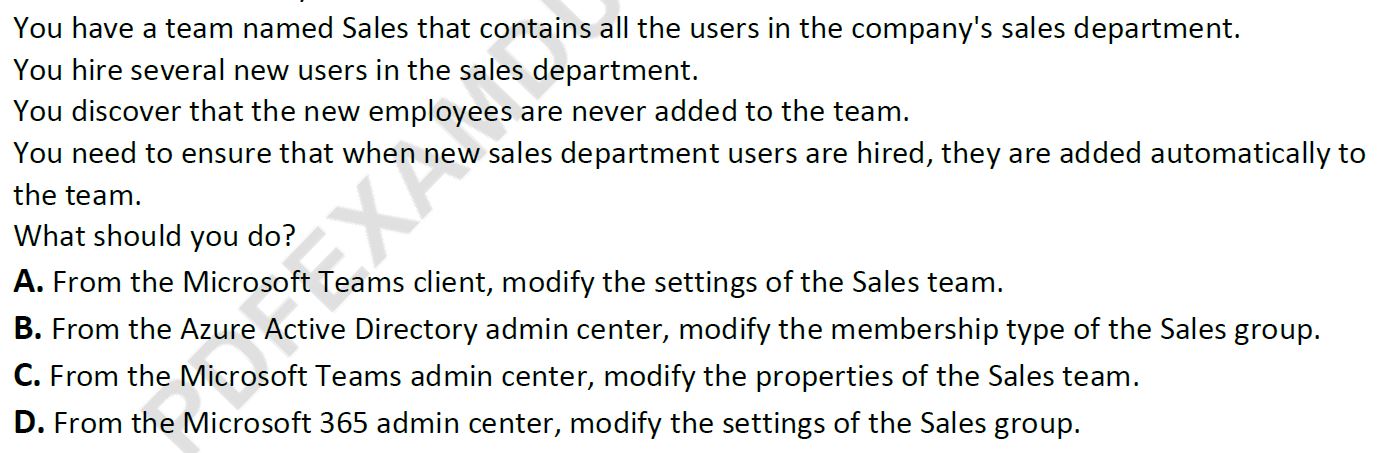 You have a team named Sales that contains all the users in the company's sales department.
You hire several new users in the sales department.
You discover that the new employees are never added to the team.
You need to ensure that when new sales department users are hired, they are added automatically to
the team.
What should you do?
A. From the Microsoft Teams client, modify the settings of the Sales team.
B. From the Azure Active Directory admin center, modify the membership type of the Sales group.
C. From the Microsoft Teams admin center, modify the properties of the Sales team.
D. From the Microsoft 365 admin center, modify the settings of the Sales group.
PDFEXAMDU